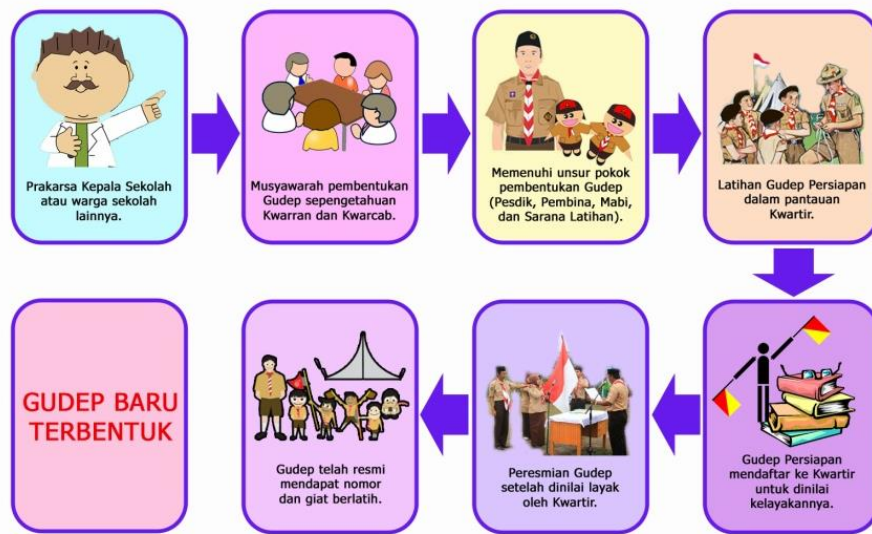 Prakarsa Kepala Sekolah
atau warga sekolah
lainnya.
Musyawarah pembentukan
Gudep sepengetahuan
Kwarran dan Kwarcab.
Memenuhi unsur pokok
pembentukan Gudep
(Pesdik, Pembina, Mabi,
dan Sarana Latihan).
Latihan Gudep Persiapan
dalam pantauan
Kwartir.
Gudep Persiapan
mendaftar ke Kwartir
untuk dinilai
kelayakannya.
Peresmian Gudep
setelah dinilai layak
oleh Kwartir.
Gudep telah resmi
mendapat nomor
dan giat berlatih.
GUDEP BARU
TERBENTUK